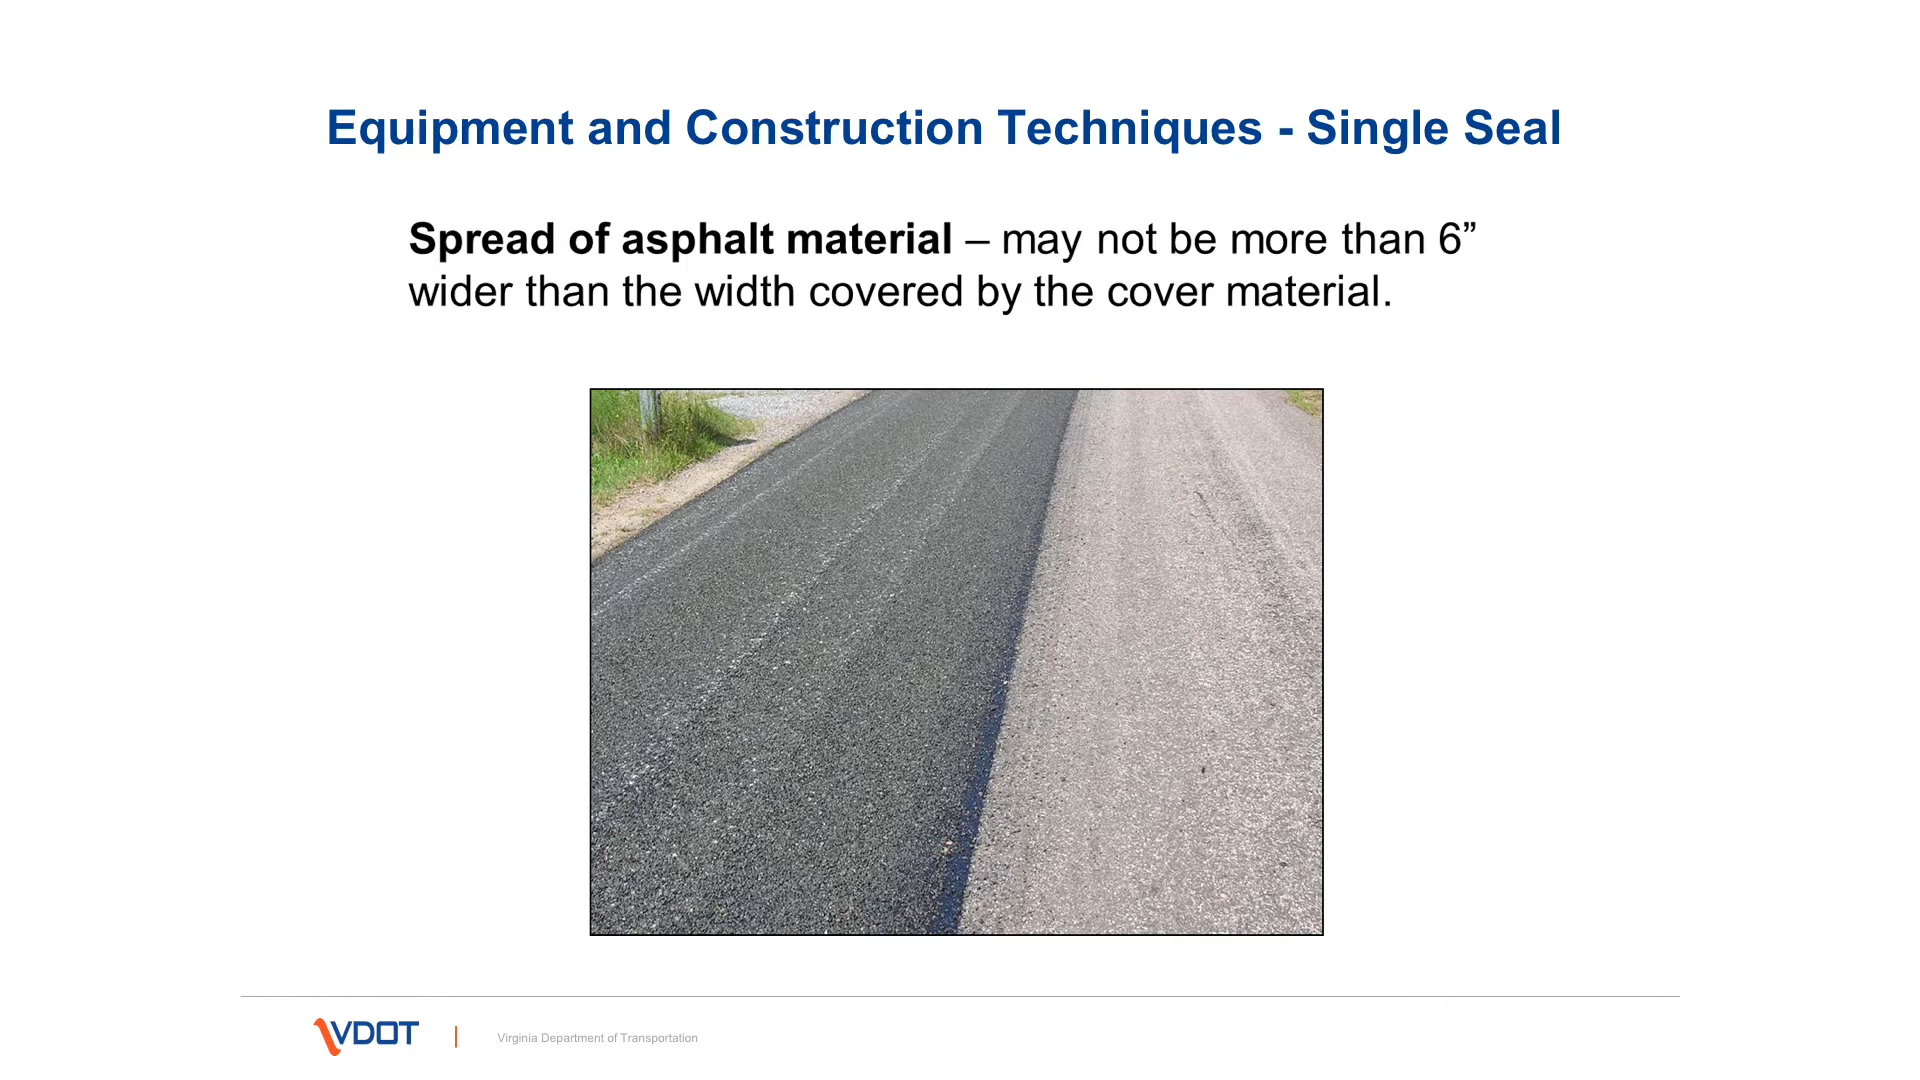 Equipment and Construction Techniques - Single Seal
Spread of asphalt material – may not be more than 6”
wider than the width covered by the cover material.
VDOT
Virginia Department of Transportation